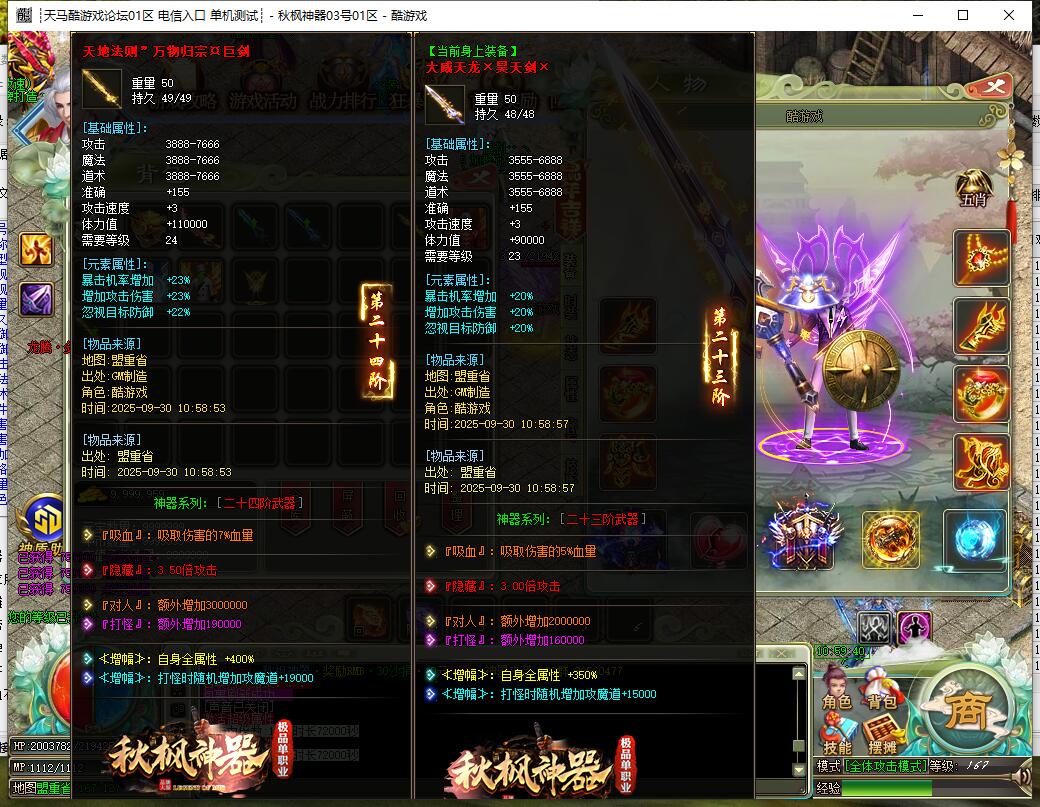 天马酷游戏论坛01区 电信入口 单机测试 - 秋枫神器03号01区 - 酷游戏
天地法则"万物归宗㊣巨剑
重量 50
持久 49/49
[基础属性]:
攻击 3888-7666
魔法 3888-7666
道术 3888-7666
准确 +155
攻击速度 +3
体力值 +110000
需要等级 24
[元素属性]:
暴击机率增加 +23%
增加攻击伤害 +23%
忽视目标防御 +22%
[物品来源]
地图:盟重省
出处:GM制造
角色:酷游戏
时间:2025-09-30 10:58:53
[物品来源]
出处: 盟重省
时间: 2025-09-30 10:58:53
第二十四阶
神器系列:[二十四阶武器]
『吸血』: 吸取伤害的7%血量
『隐藏』: 3.50倍攻击
『对人』: 额外增加3000000
『打怪』: 额外增加190000
<增幅>: 自身全属性 +400%
<增幅>: 打怪时随机增加攻魔道+19000
秋枫神器
极品单职业
【当前身上装备】
大威天龙×昊天剑×
重量 50
持久 48/48
[基础属性]:
攻击 3555-6888
魔法 3555-6888
道术 3555-6888
准确 +155
攻击速度 +3
体力值 +90000
需要等级 23
[元素属性]:
暴击机率增加 +20%
增加攻击伤害 +20%
忽视目标防御 +20%
[物品来源]
地图:盟重省
出处:GM制造
角色:酷游戏
时间:2025-09-30 10:58:57
[物品来源]
出处: 盟重省
时间: 2025-09-30 10:58:57
第二十三阶
神器系列:[二十三阶武器]
『吸血』: 吸取伤害的5%血量
『隐藏』: 3.00倍攻击
『对人』: 额外增加2000000
『打怪』: 额外增加160000
<增幅>: 自身全属性 +350%
<增幅>: 打怪时随机增加攻魔道+15000
秋枫神器
极品单职业
酷游戏
五肖
10:59:40
角色
背包
技能
摆摊
商
模式[全体攻击模式]等级: 167
经验
MP:1112/11
地图盟重省